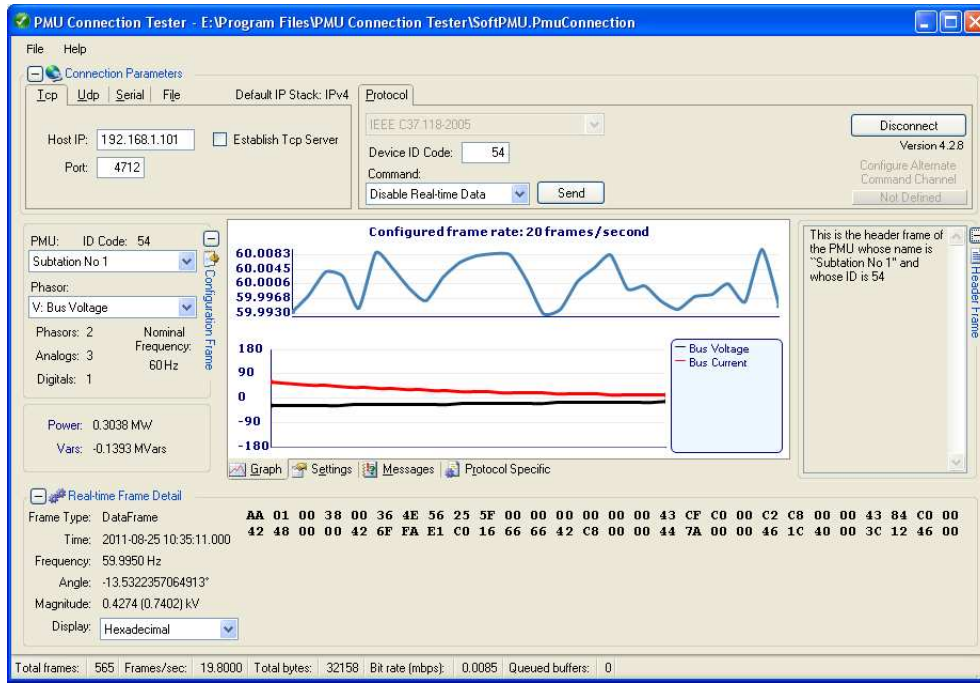 PMU Connection Tester - E:\Program Files\PMU Connection Tester\SoftPMU.PmuConnection
File Help
Connection Parameters
Tcp Udp Serial File Default IP Stack: IPv4 Protocol
Host IP: 192.168.1.101 Establish Tcp Server
Port: 4712
IEEE C37.118-2005
Device ID Code: 54
Command:
Disable Real-time Data Send
Disconnect
Version 4.2.8
Configure Alternate
Command Channel
Not Defined
PMU: ID Code: 54
Subtation No 1
Phasor:
V: Bus Voltage
Phasors: 2
Analogs: 3
Digitals: 1
Nominal
Frequency:
60Hz
Configuration Frame
Power: 0.3038 MW
Vars: -0.1393 MVars
Configured frame rate: 20 frames/second
60.0083
60.0045
60.0006
59.9968
59.9930
180
90
0
-90
-180
Bus Voltage
Bus Current
Graph Settings Messages Protocol Specific
This is the header frame of
the PMU whose name is
``Subtation No 1'' and
whose ID is 54
Header Frame
Real-time Frame Detail
Frame Type: DataFrame
Time: 2011-08-25 10:35:11.000
Frequency: 59.9950 Hz
Angle: -13.5322357064913°
Magnitude: 0.4274 (0.7402) kV
Display: Hexadecimal
AA 01 00 38 00 36 4E 56 25 5F 00 00 00 00 00 00 43 CF C0 00 C2 C8 00 00 43 84 C0 00
42 48 00 00 42 6F FA E1 C0 16 66 66 42 C8 00 00 44 7A 00 00 46 1C 40 00 3C 12 46 00
Total frames: 565 Frames/sec: 19.8000 Total bytes: 32158 Bit rate (mbps): 0.0085 Queued buffers: 0